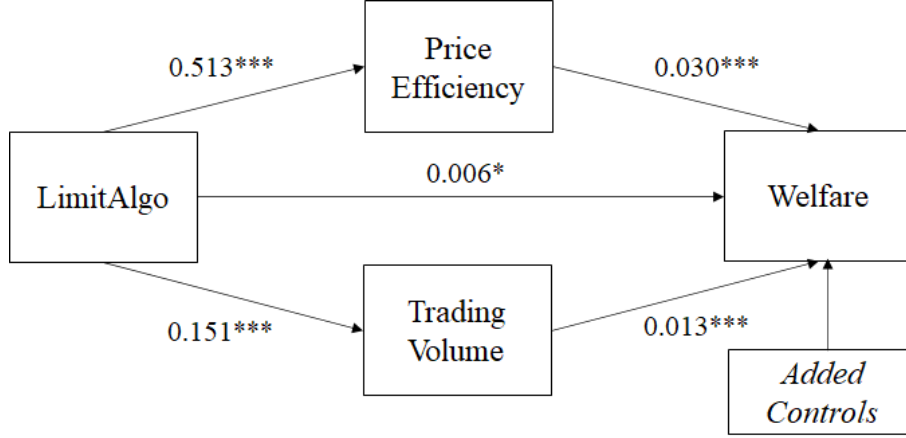 Price
Efficiency
0.513***
0.030***
LimitAlgo
0.006*
Welfare
Trading
Volume
0.151***
0.013***
Added
Controls